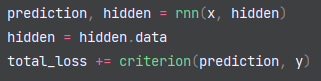 prediction, hidden = rnn(x, hidden)
hidden = hidden.data
total_loss += criterion(prediction, y)